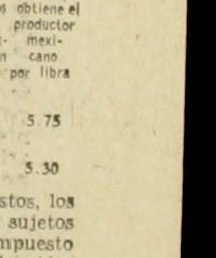 s obtiene el
productor
- mexi-
n cano
por libra
5.75
5.30
stos, los
sujetos
mpuesto